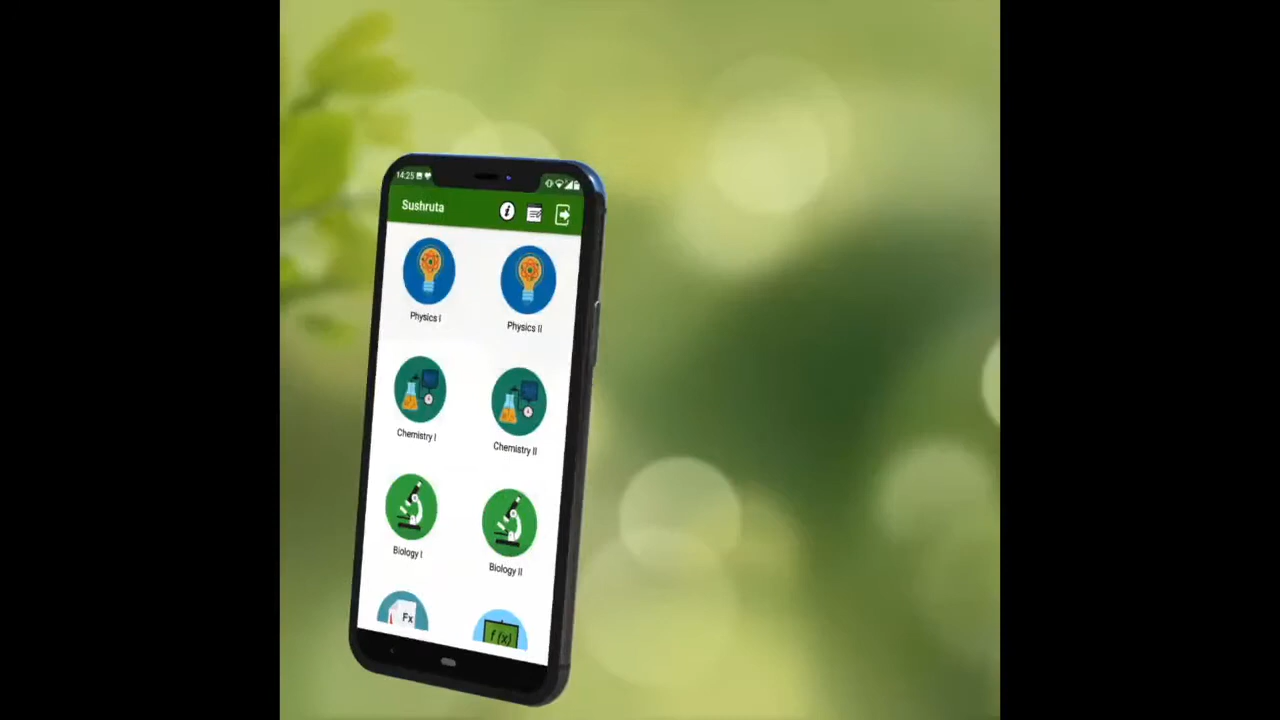 14:25
Sushruta
Physics I
Physics II
Chemistry I
Chemistry II
Biology I
Biology II
Fx
f(x)